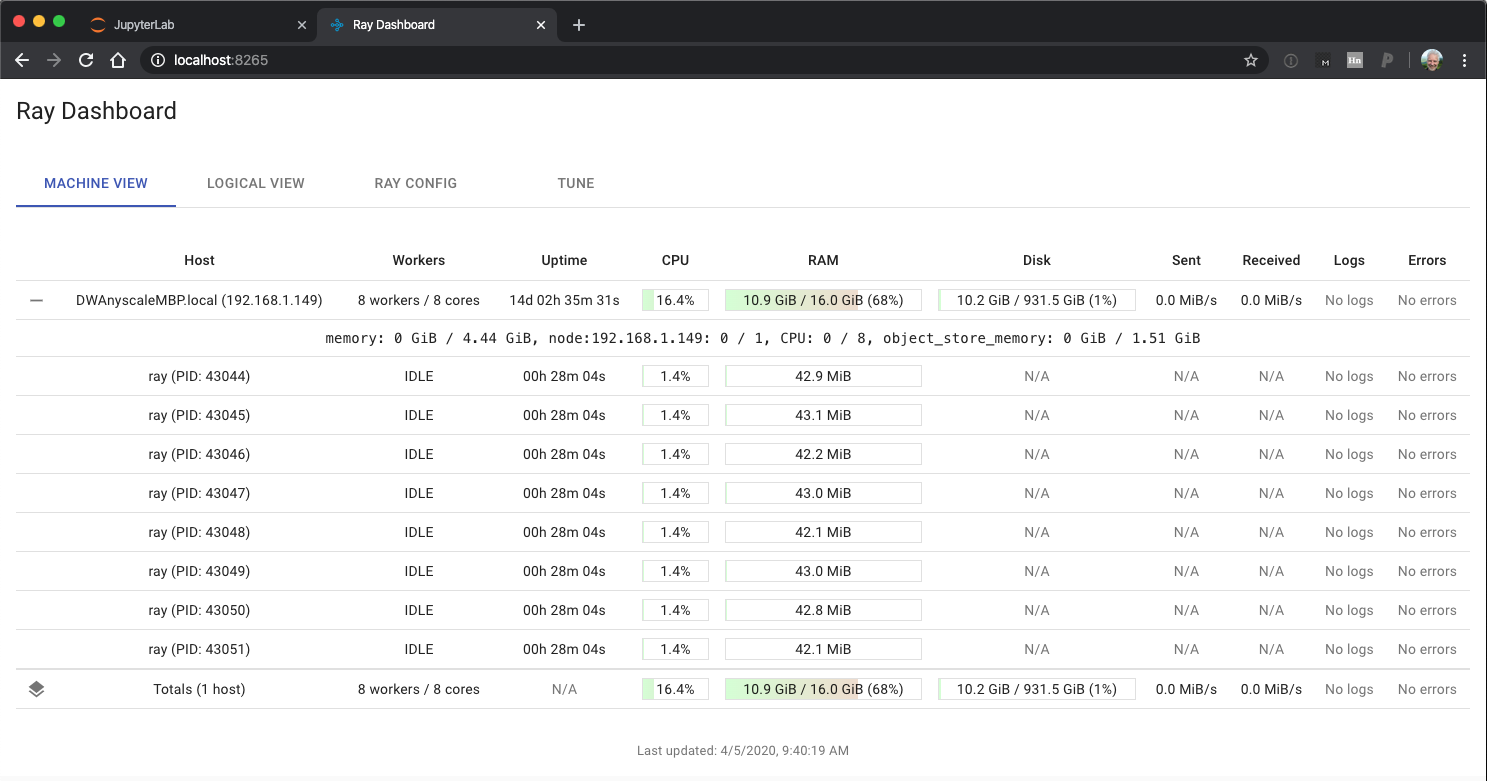 JupyterLab
Ray Dashboard
localhost:8265
M
Hn
P
Ray Dashboard
MACHINE VIEW LOGICAL VIEW RAY CONFIG TUNE
Host Workers Uptime CPU RAM Disk Sent Received Logs Errors
DWAnyscaleMBP.local (192.168.1.149) 8 workers / 8 cores 14d 02h 35m 31s 16.4% 10.9 GiB / 16.0 GiB (68%) 10.2 GiB / 931.5 GiB (1%) 0.0 MiB/s 0.0 MiB/s No logs No errors
memory: 0 GiB / 4.44 GiB, node:192.168.1.149: 0 / 1, CPU: 0 / 8, object_store_memory: 0 GiB / 1.51 GiB
ray (PID: 43044) IDLE 00h 28m 04s 1.4% 42.9 MiB N/A N/A N/A No logs No errors
ray (PID: 43045) IDLE 00h 28m 04s 1.4% 43.1 MiB N/A N/A N/A No logs No errors
ray (PID: 43046) IDLE 00h 28m 04s 1.4% 42.2 MiB N/A N/A N/A No logs No errors
ray (PID: 43047) IDLE 00h 28m 04s 1.4% 43.0 MiB N/A N/A N/A No logs No errors
ray (PID: 43048) IDLE 00h 28m 04s 1.4% 42.1 MiB N/A N/A N/A No logs No errors
ray (PID: 43049) IDLE 00h 28m 04s 1.4% 43.0 MiB N/A N/A N/A No logs No errors
ray (PID: 43050) IDLE 00h 28m 04s 1.4% 42.8 MiB N/A N/A N/A No logs No errors
ray (PID: 43051) IDLE 00h 28m 04s 1.4% 42.1 MiB N/A N/A N/A No logs No errors
Totals (1 host) 8 workers / 8 cores N/A 16.4% 10.9 GiB / 16.0 GiB (68%) 10.2 GiB / 931.5 GiB (1%) 0.0 MiB/s 0.0 MiB/s No logs No errors
Last updated: 4/5/2020, 9:40:19 AM